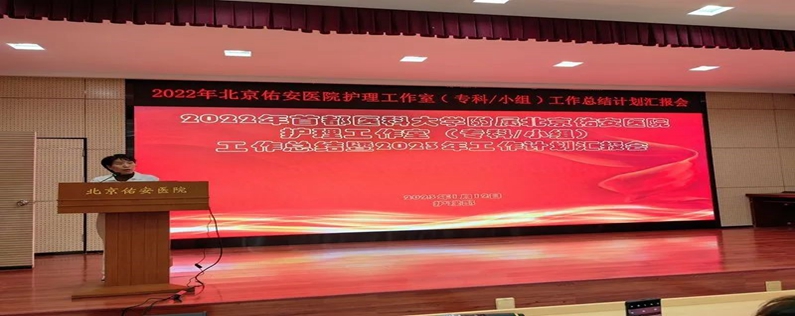 2022年北京佑安医院护理工作室(专科/小组)工作总结计划汇报会
2022年首都医科大学附属北京佑安医院
护理工作室(专科/小组)
工作总结暨2023年工作计划汇报会
护理部
北京佑安医院